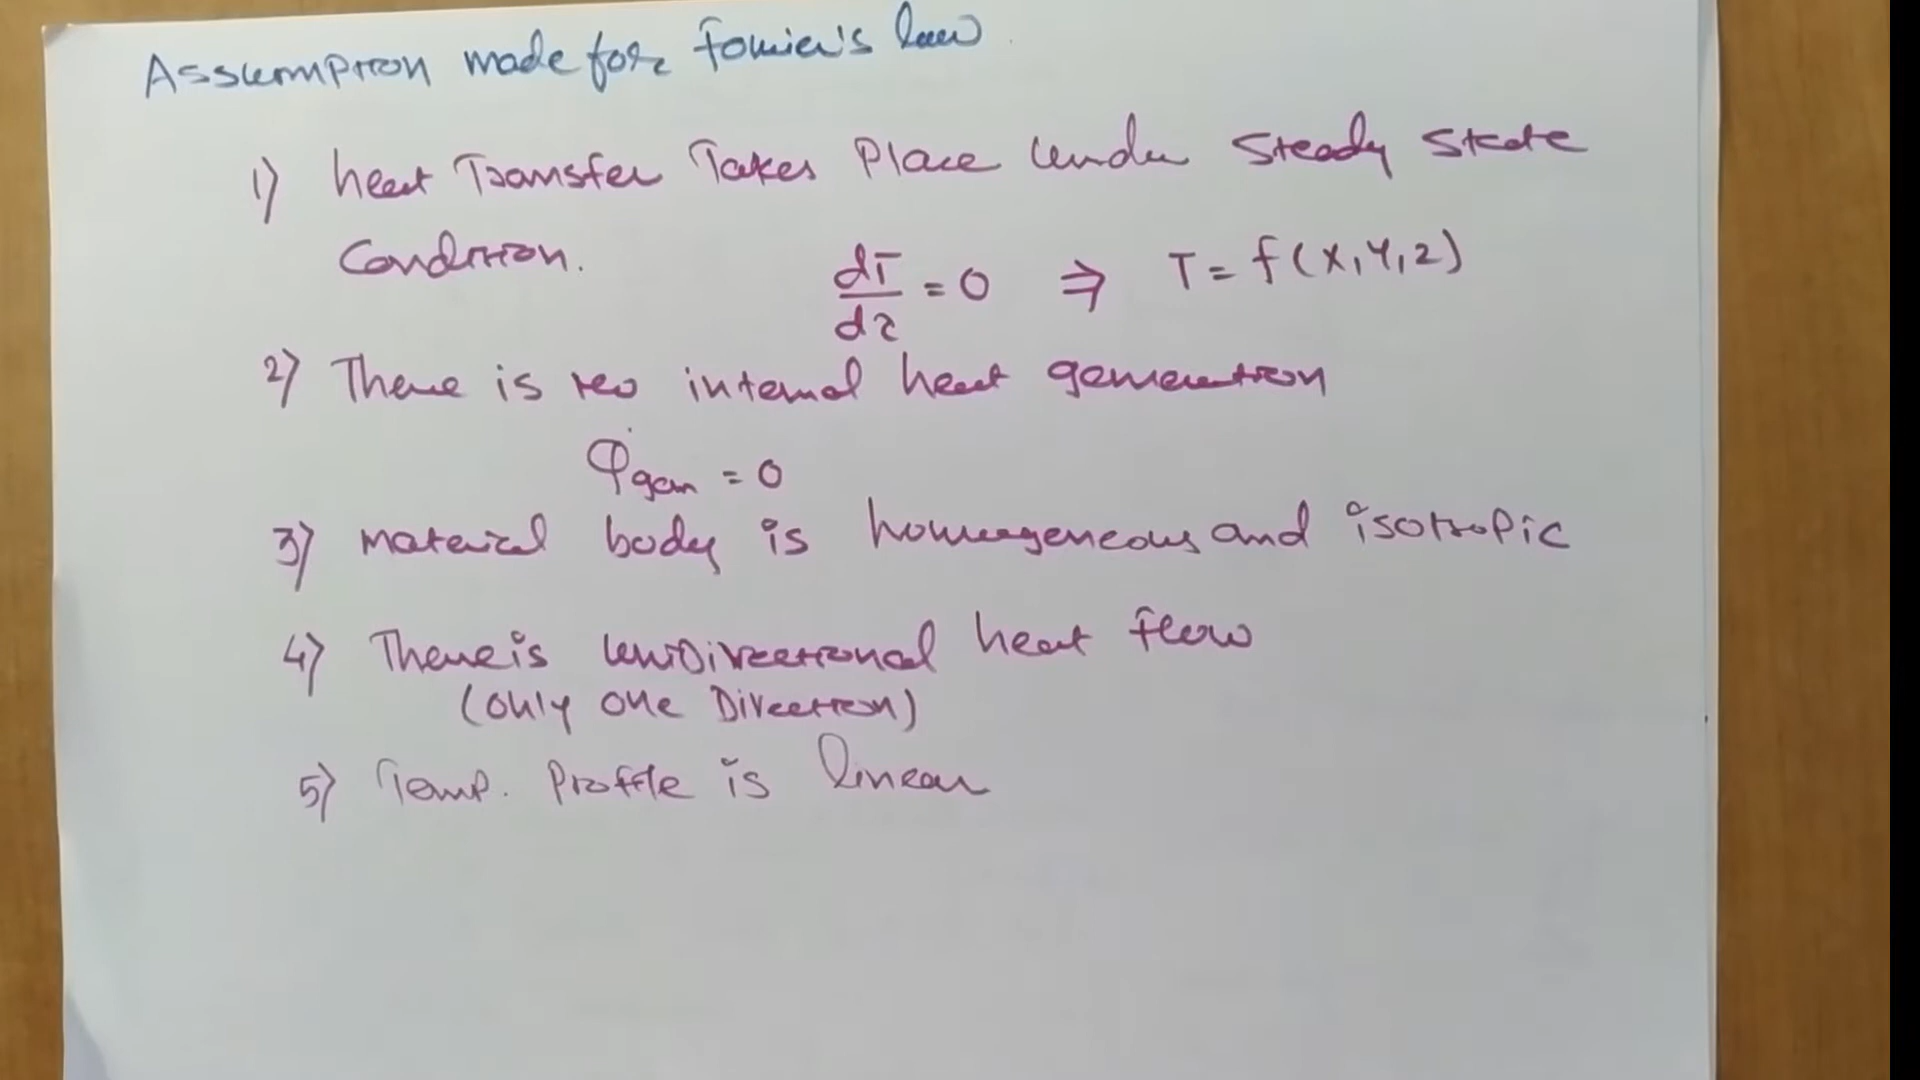 Assumption made for Fourier's law
1) heat Transfer Takes Place under Steady State
Condition.
dT/dτ = 0 ⇒ T = f(x,y,z)
2) There is no internal heat generation
q̇gen = 0
3) material body is homogeneous and isotropic
4) There is uniDirectional heat flow
(only one Direction)
5) Temp. Profile is linear